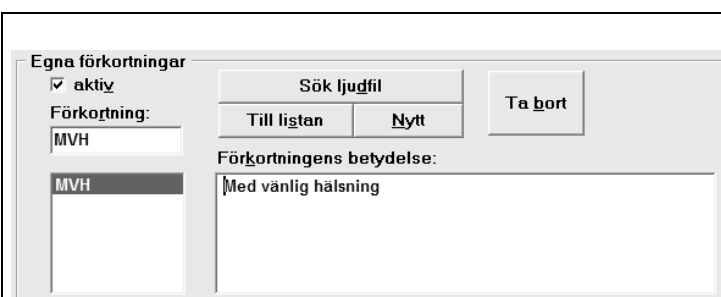 Egna förkortningar
aktiv
Sök ljudfil
Ta bort
Förkortning:
Till listan
Nytt
MVH
Förkortningens betydelse:
MVH
Med vänlig hälsning